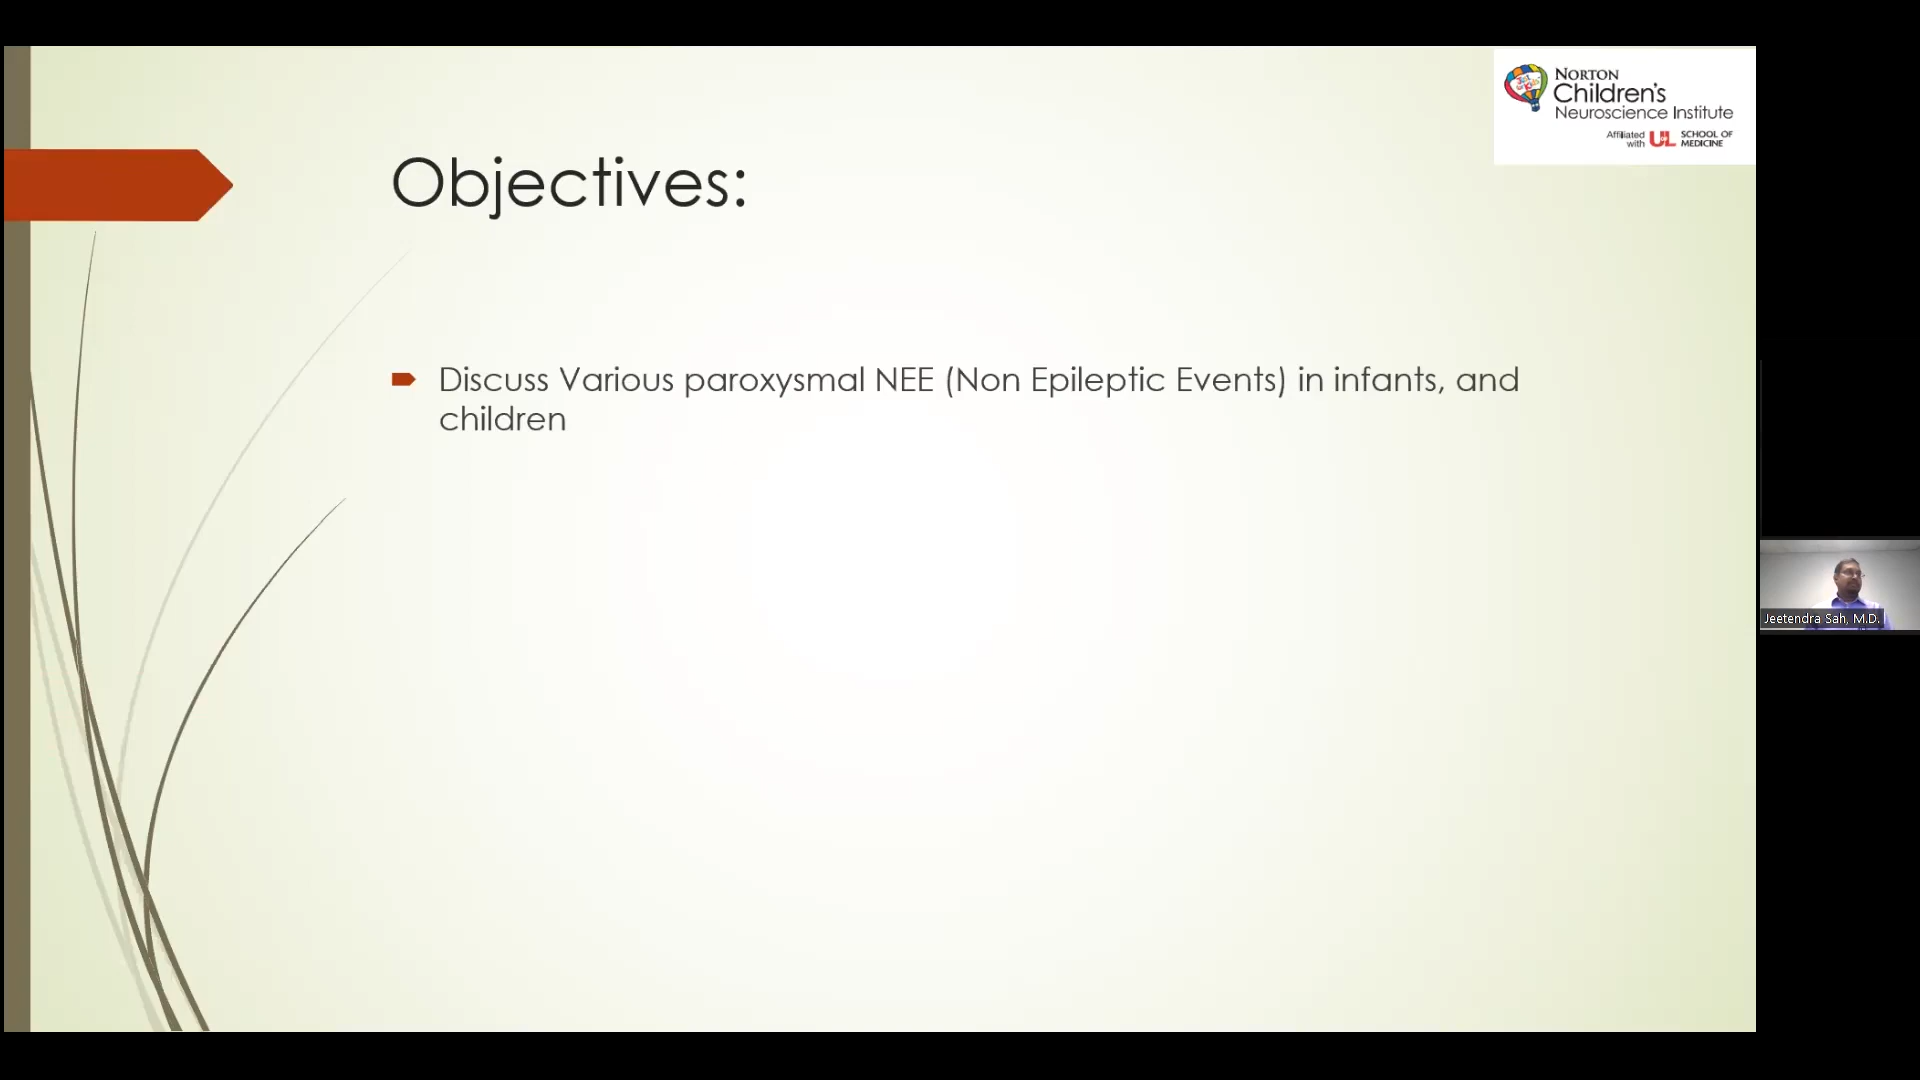 NORTON
Children's
Neuroscience Institute
Affiliated with UL SCHOOL OF MEDICINE
Objectives:
Discuss Various paroxysmal NEE (Non Epileptic Events) in infants, and
children
Jeetendra Sah, M.D.